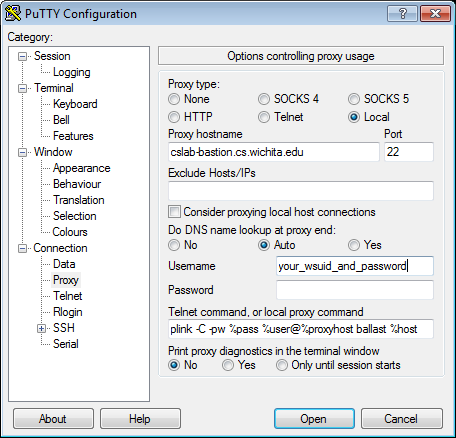 PuTTY Configuration
Category:
Session
Logging
Terminal
Keyboard
Bell
Features
Window
Appearance
Behaviour
Translation
Selection
Colours
Connection
Data
Proxy
Telnet
Rlogin
SSH
Serial
Options controlling proxy usage
Proxy type:
None SOCKS 4 SOCKS 5
HTTP Telnet Local
Proxy hostname Port
cslab-bastion.cs.wichita.edu 22
Exclude Hosts/IPs
Consider proxying local host connections
Do DNS name lookup at proxy end:
No Auto Yes
Username your_wsuid_and_password
Password
Telnet command, or local proxy command
plink -C -pw %pass %user@%proxyhost ballast %host
Print proxy diagnostics in the terminal window
No Yes Only until session starts
About Help Open Cancel